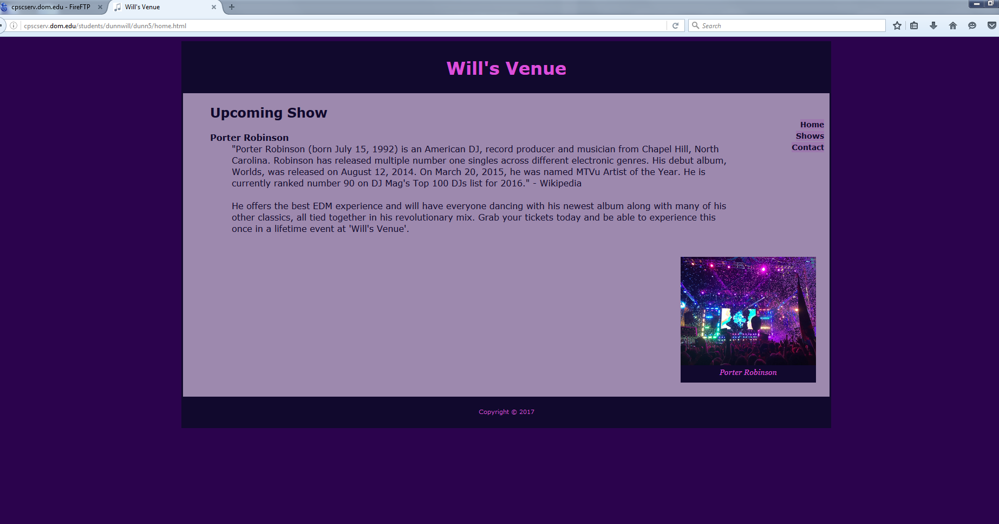 cpscserv.dom.edu - FireFTP
Will's Venue
cpscserv.dom.edu/students/dunnwill/dunn5/home.html
Search
Will's Venue
Upcoming Show
Home
Shows
Contact
Porter Robinson
"Porter Robinson (born July 15, 1992) is an American DJ, record producer and musician from Chapel Hill, North
Carolina. Robinson has released multiple number one singles across different electronic genres. His debut album,
Worlds, was released on August 12, 2014. On March 20, 2015, he was named MTVu Artist of the Year. He is
currently ranked number 90 on DJ Mag's Top 100 DJs list for 2016." - Wikipedia
He offers the best EDM experience and will have everyone dancing with his newest album along with many of his
other classics, all tied together in his revolutionary mix. Grab your tickets today and be able to experience this
once in a lifetime event at 'Will's Venue'.
Porter Robinson
Copyright © 2017